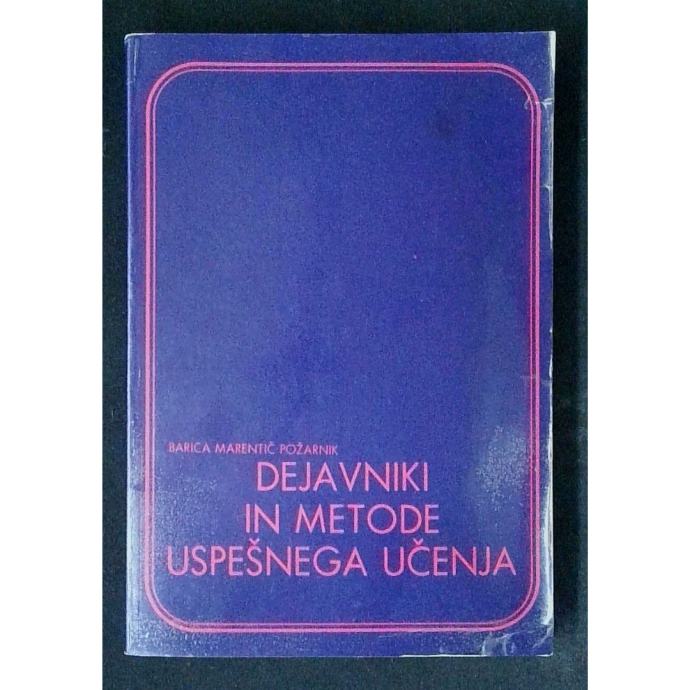 BARICA MARENTIČ POŽARNIK
DEJAVNIKI
IN METODE
USPEŠNEGA UČENJA